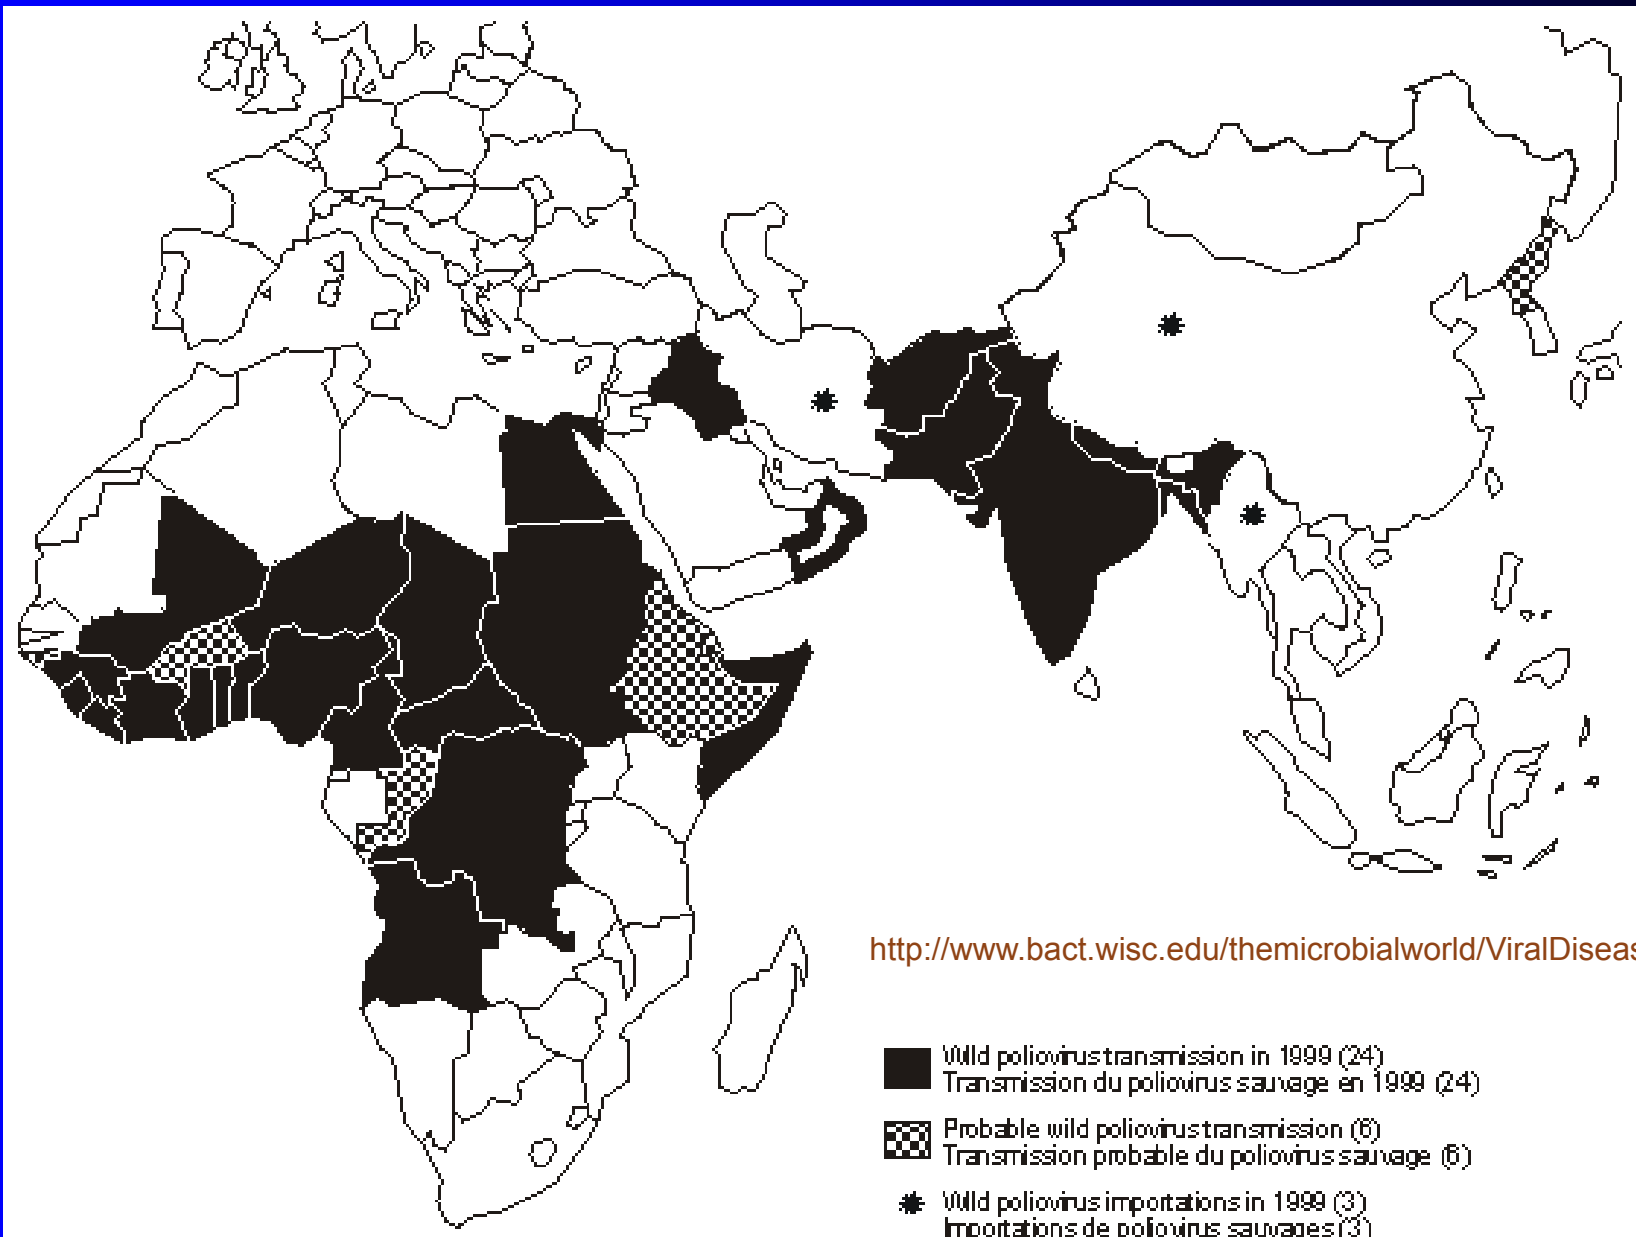 http://www.bact.wisc.edu/themicrobialworld/ViralDiseas
Wild poliovirus transmission in 1999 (24)
Transmission du poliovirus sauvage en 1999 (24)
Probable wild poliovirus transmission (6)
Transmission probable du poliovirus sauvage (6)
Wild poliovirus importations in 1999 (3)
Importations de poliovirus sauvages (3)